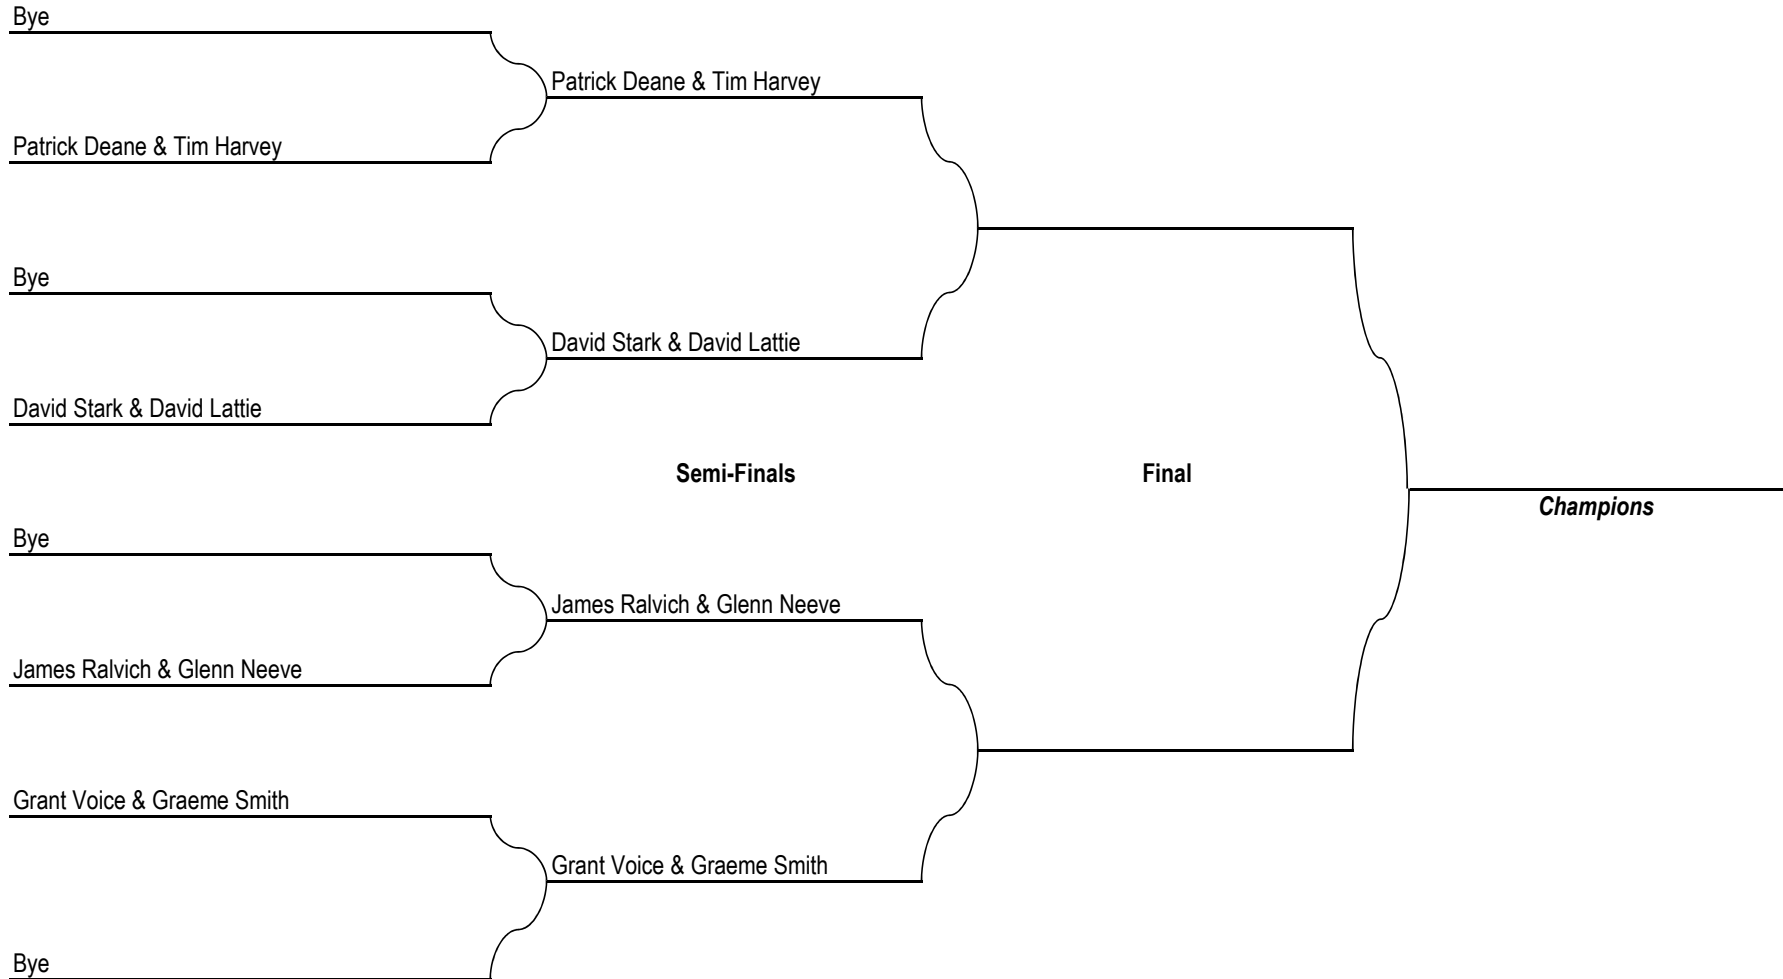 Bye
Patrick Deane & Tim Harvey
Patrick Deane & Tim Harvey
Bye
David Stark & David Lattie
David Stark & David Lattie
Semi-Finals
Final
Champions
Bye
James Ralvich & Glenn Neeve
James Ralvich & Glenn Neeve
Grant Voice & Graeme Smith
Grant Voice & Graeme Smith
Bye